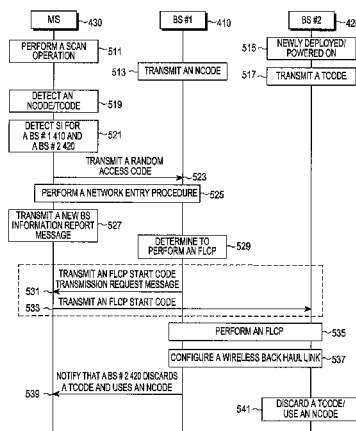 MS 430 BS #1 410 BS #2 420
PERFORM A SCAN
OPERATION
511
NEWLY DEPLOYED/
POWERED ON
515
513 TRANSMIT AN NCODE
517 TRANSMIT A TCODE
DETECT AN
NCODE/TCODE
519
DETECT SI FOR
A BS # 1 410 AND
A BS # 2 420
521
TRANSMIT A RANDOM
ACCESS CODE
523
PERFORM A NETWORK ENTRY PROCEDURE 525
TRANSMIT A NEW BS
INFORMATION REPORT
MESSAGE
527
DETERMINE TO
PERFORM AN FLCP
529
TRANSMIT AN FLCP START CODE
TRANSMISSION REQUEST MESSAGE
531
TRANSMIT AN FLCP START CODE
533
PERFORM AN FLCP 535
CONFIGURE A WIRELESS BACK HAUL LINK 537
NOTIFY THAT A BS # 2 420 DISCARDS
A TCODE AND USES AN NCODE
539
DISCARD A TCODE/
USE AN NCODE
541